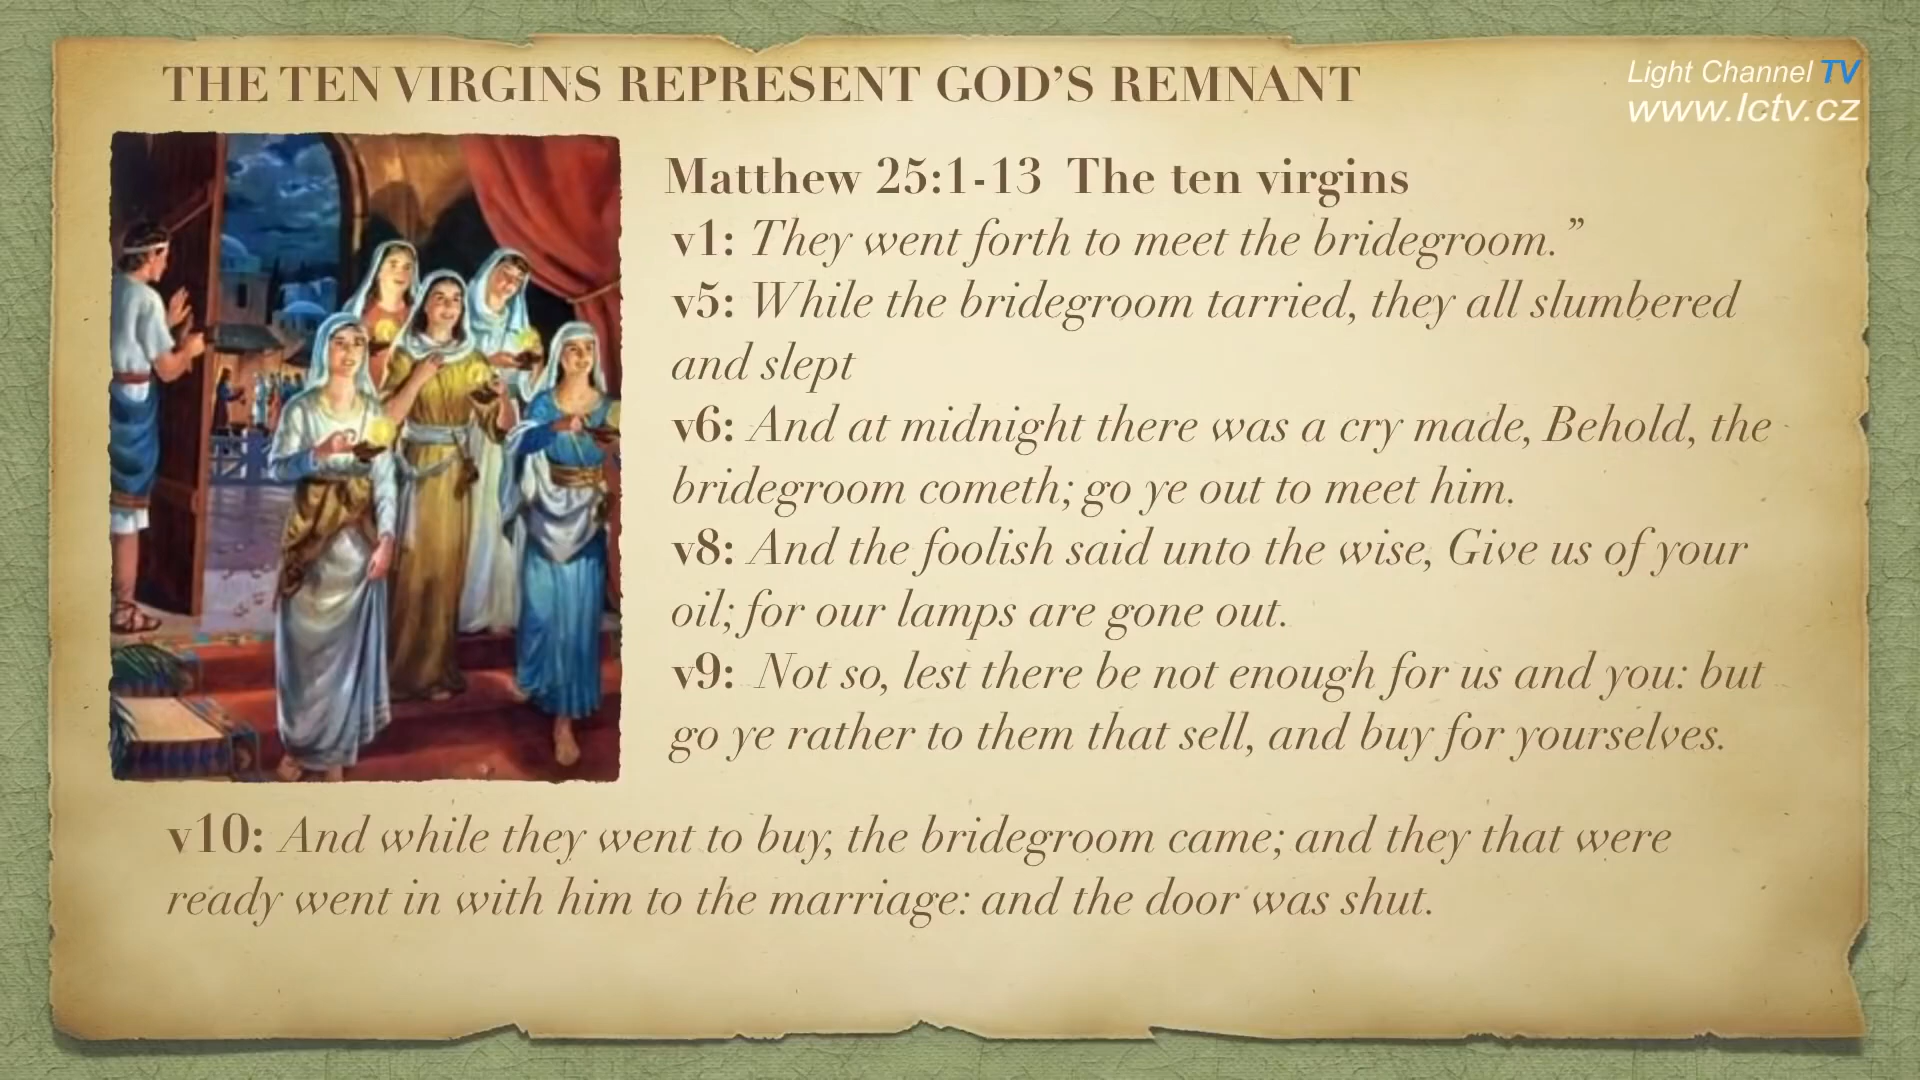 THE TEN VIRGINS REPRESENT GOD'S REMNANT
Light Channel TV
www.lctv.cz
Matthew 25:1-13 The ten virgins
v1: They went forth to meet the bridegroom.”
v5: While the bridegroom tarried, they all slumbered
and slept
v6: And at midnight there was a cry made, Behold, the
bridegroom cometh; go ye out to meet him.
v8: And the foolish said unto the wise, Give us of your
oil; for our lamps are gone out.
v9: Not so, lest there be not enough for us and you: but
go ye rather to them that sell, and buy for yourselves.
v10: And while they went to buy, the bridegroom came; and they that were
ready went in with him to the marriage: and the door was shut.